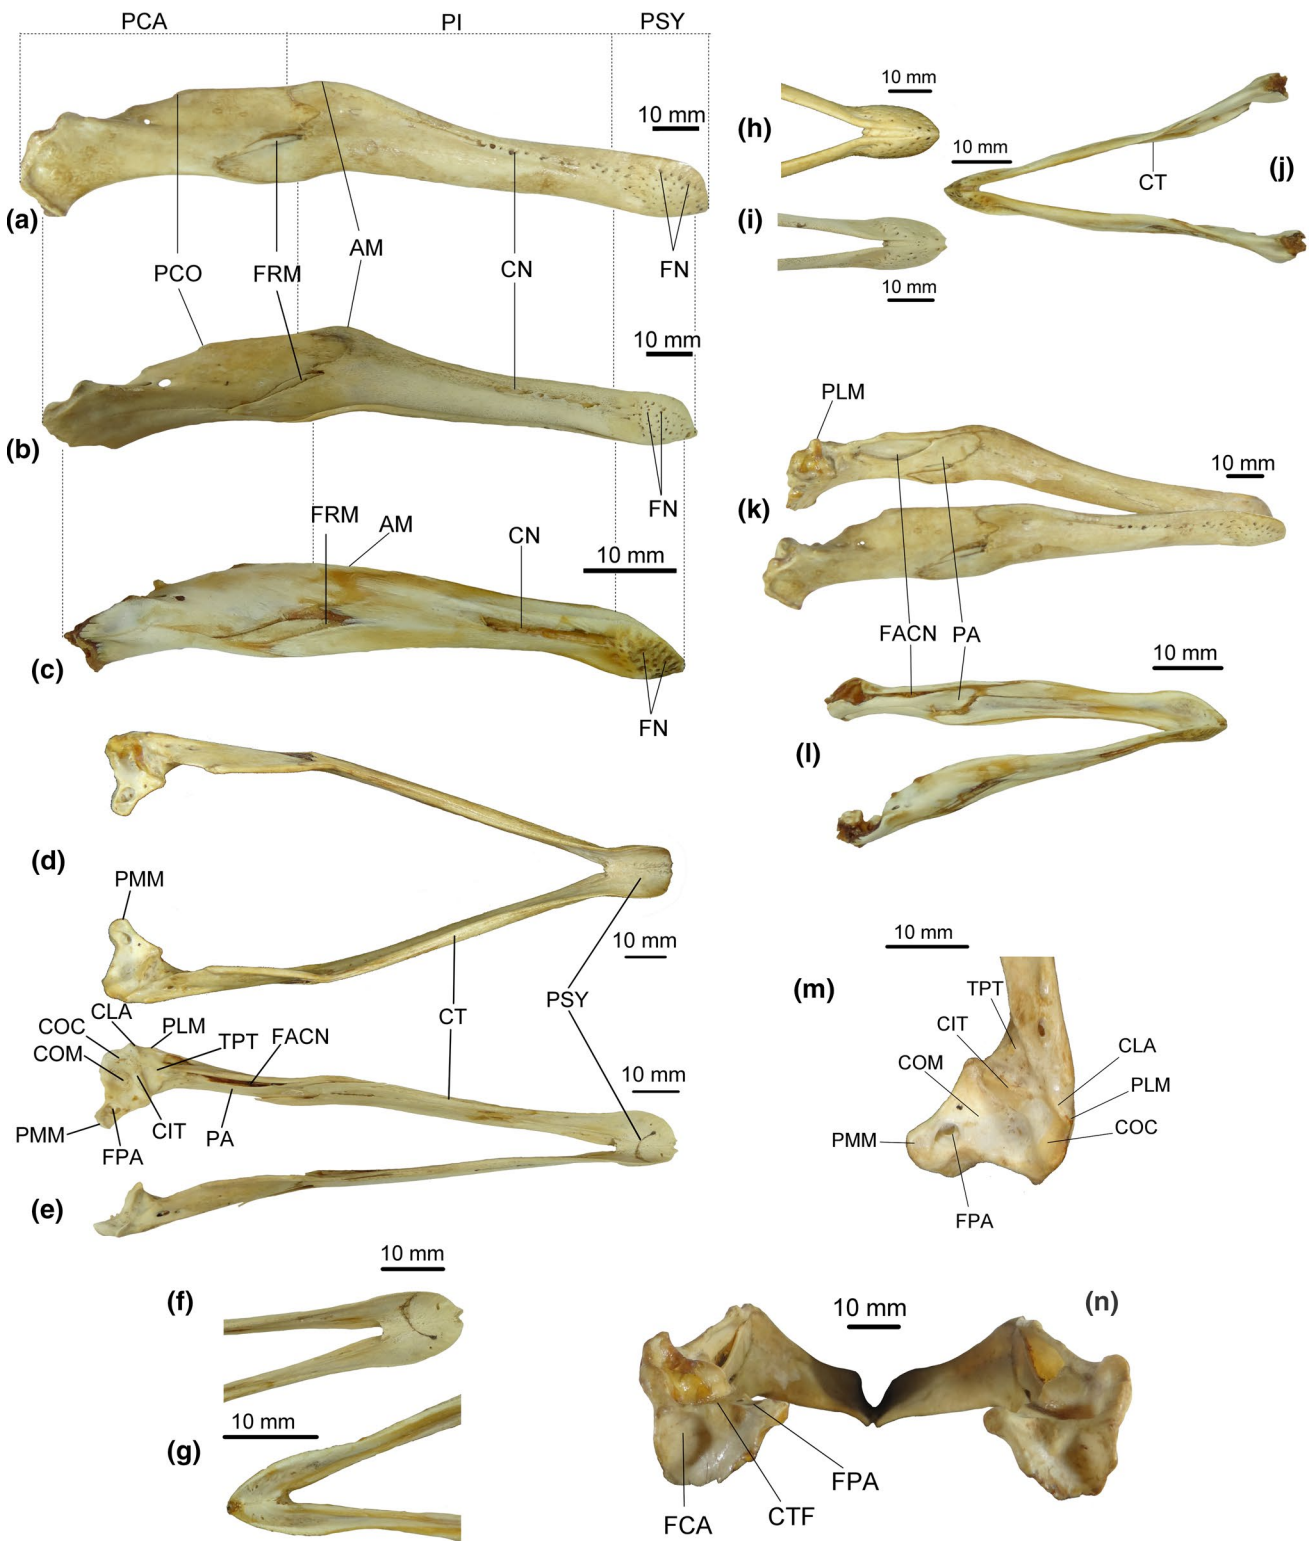 PCA PI PSY
10 mm
(a)
PCO FRM AM CN FN
10 mm
(b)
FN
FRM AM CN
10 mm
(c)
FN
(d)
PMM
10 mm
PSY
CT
CLA
PLM
COC
TPT FACN
COM
10 mm
PMM
FPA
CIT
PA
(e)
10 mm
(f)
10 mm
(g)
10 mm
(h)
10 mm
CT
(j)
(i)
10 mm
PLM
10 mm
(k)
FACN PA
10 mm
(l)
10 mm
(m)
TPT
CIT
COM
CLA
PLM
PMM
COC
FPA
10 mm
(n)
FPA
CTF
FCA